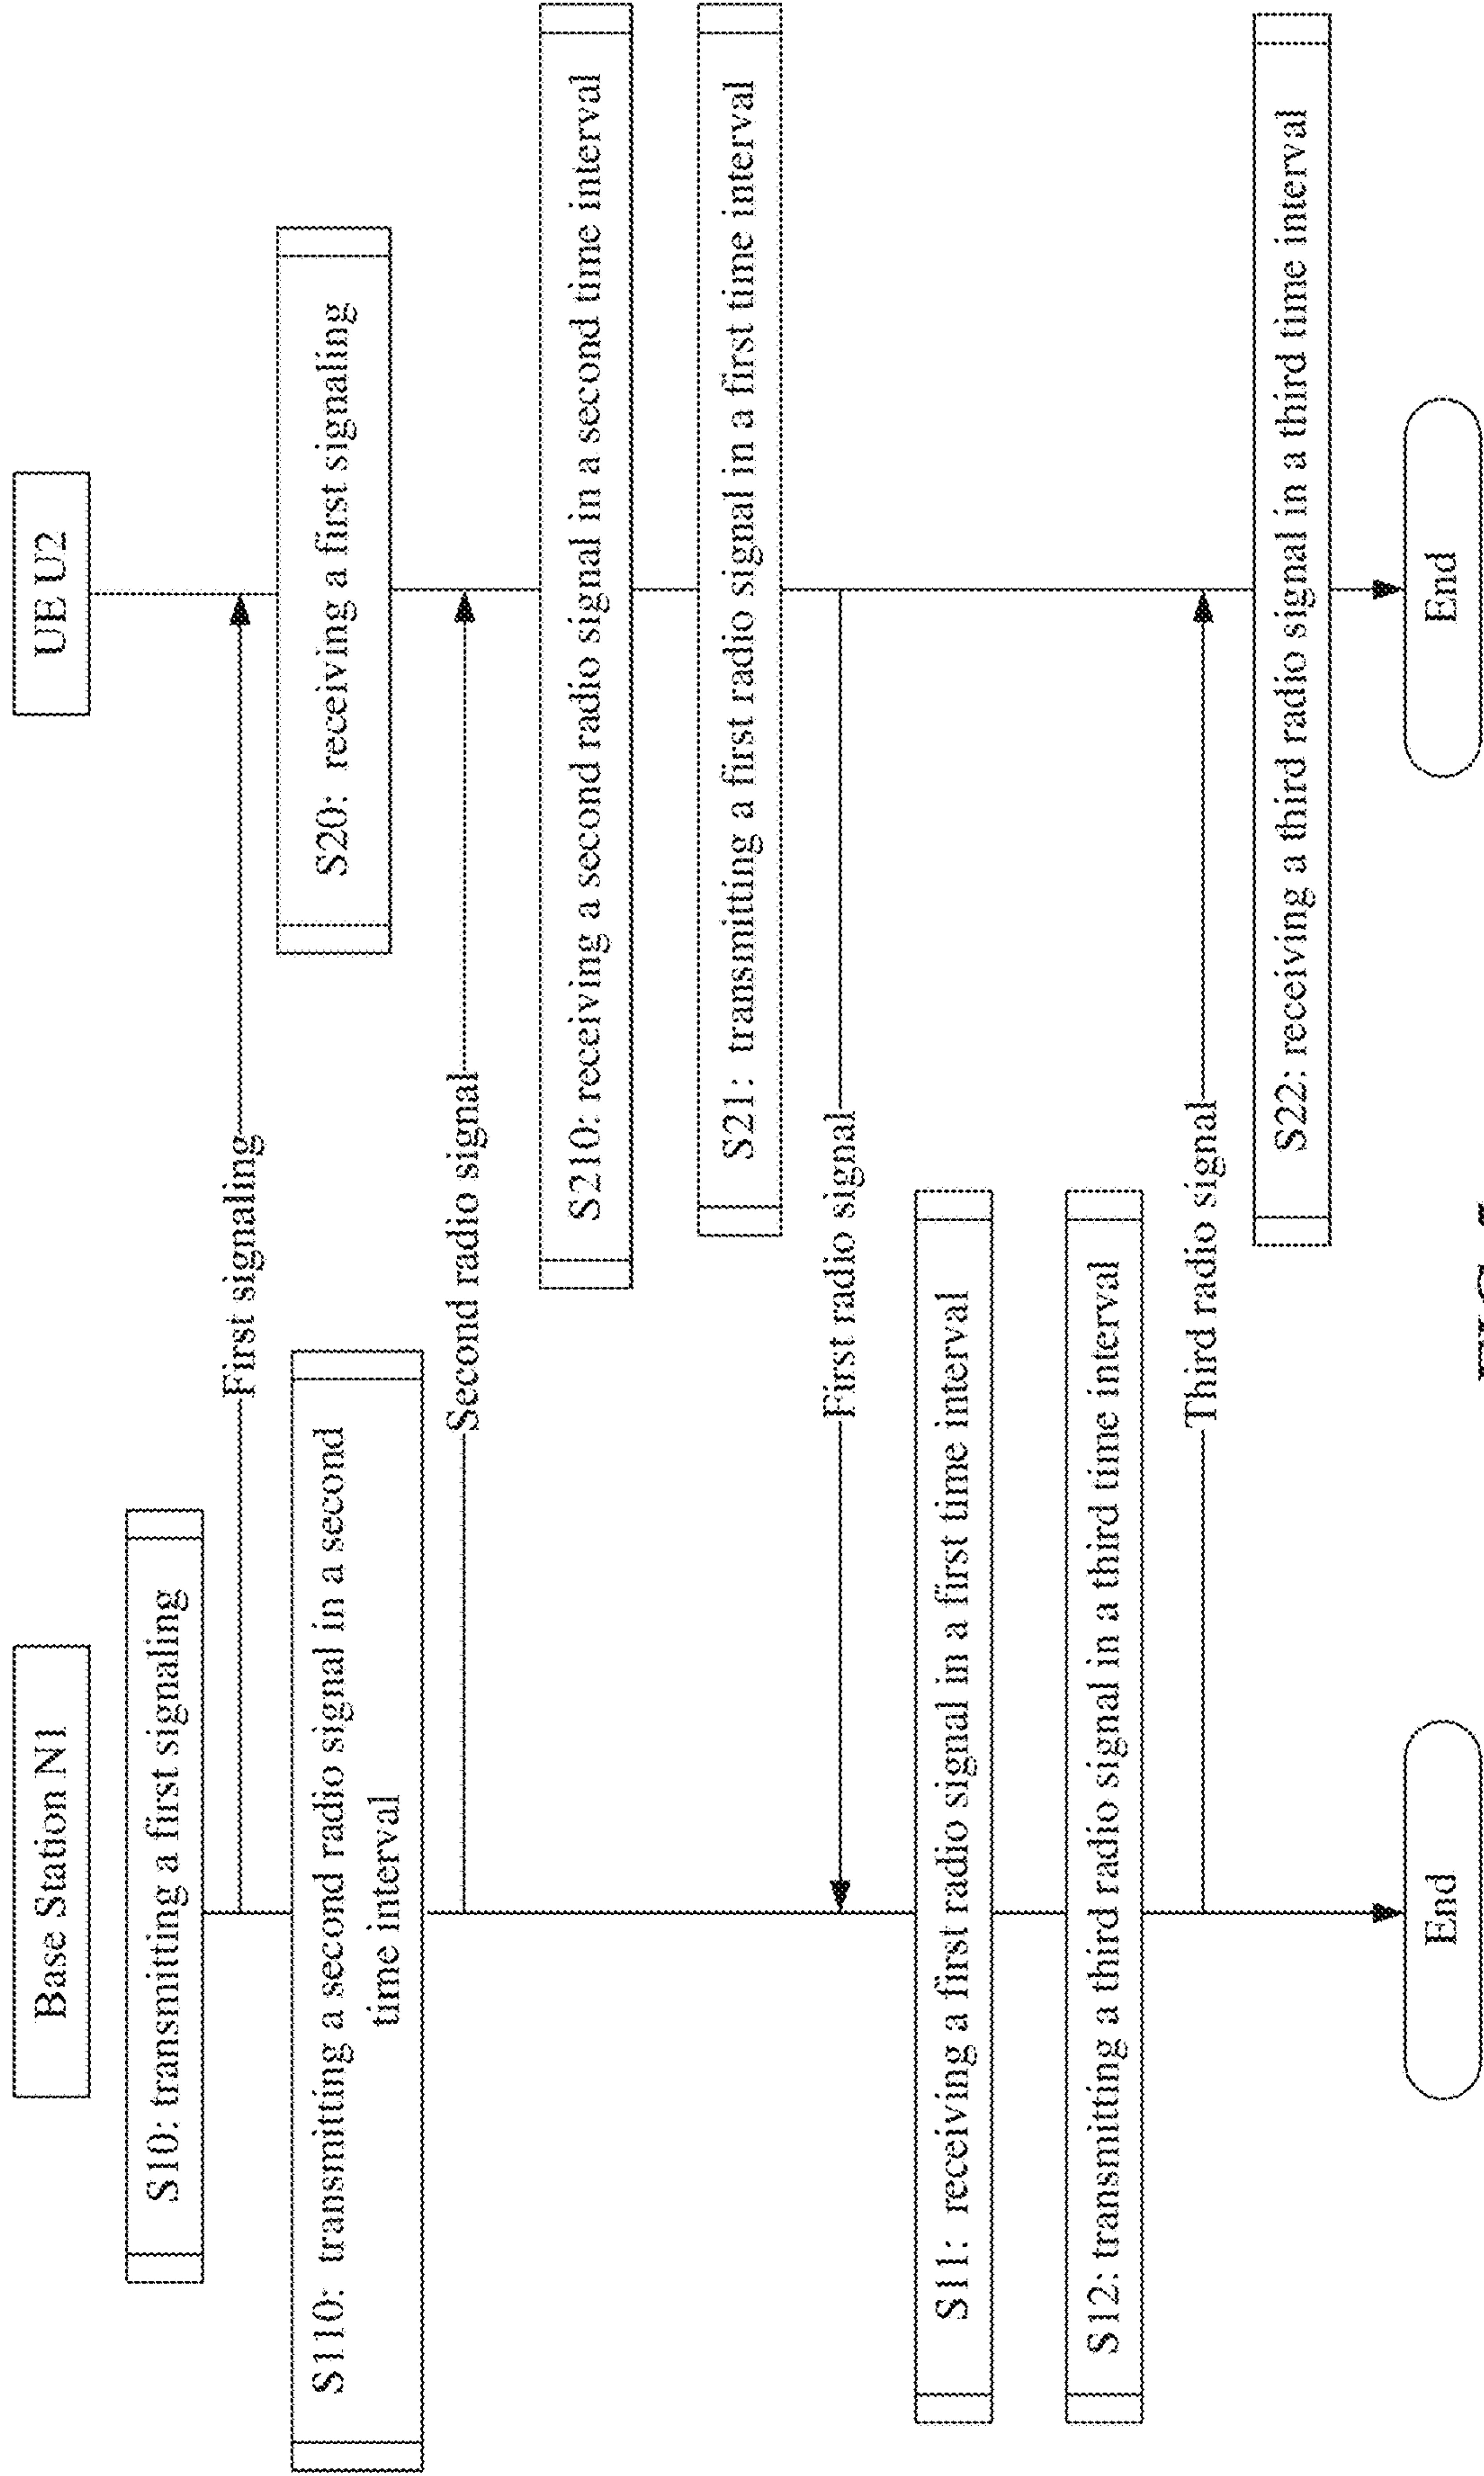 Base Station N1
UE U2
S10: transmitting a first signaling
First signaling
S20: receiving a first signaling
S110: transmitting a second radio signal in a second
time interval
Second radio signal
S210: receiving a second radio signal in a second time interval
S21: transmitting a first radio signal in a first time interval
First radio signal
S11: receiving a first radio signal in a first time interval
S12: transmitting a third radio signal in a third time interval
Third radio signal
S22: receiving a third radio signal in a third time interval
End
End